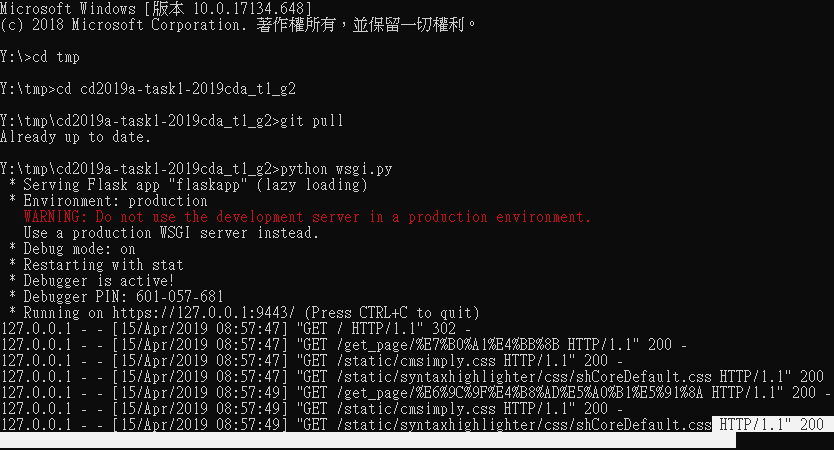 Microsoft Windows [版本 10.0.17134.648]
(c) 2018 Microsoft Corporation. 著作權所有，並保留一切權利。
Y:\>cd tmp
Y:\tmp>cd cd2019a-task1-2019cda_t1_g2
Y:\tmp\cd2019a-task1-2019cda_t1_g2>git pull
Already up to date.
Y:\tmp\cd2019a-task1-2019cda_t1_g2>python wsgi.py
* Serving Flask app "flaskapp" (lazy loading)
* Environment: production
WARNING: Do not use the development server in a production environment.
Use a production WSGI server instead.
* Debug mode: on
* Restarting with stat
* Debugger is active!
* Debugger PIN: 601-057-681
* Running on https://127.0.0.1:9443/ (Press CTRL+C to quit)
127.0.0.1 - - [15/Apr/2019 08:57:47] "GET / HTTP/1.1" 302 -
127.0.0.1 - - [15/Apr/2019 08:57:47] "GET /get_page/%E7%B0%A1%E4%BB%8B HTTP/1.1" 200 -
127.0.0.1 - - [15/Apr/2019 08:57:47] "GET /static/cmsimply.css HTTP/1.1" 200 -
127.0.0.1 - - [15/Apr/2019 08:57:47] "GET /static/syntaxhighlighter/css/shCoreDefault.css HTTP/1.1" 200
127.0.0.1 - - [15/Apr/2019 08:57:49] "GET /get_page/%E6%9C%9F%E4%B8%AD%E5%A0%B1%E5%91%8A HTTP/1.1" 200 -
127.0.0.1 - - [15/Apr/2019 08:57:49] "GET /static/cmsimply.css HTTP/1.1" 200 -
127.0.0.1 - - [15/Apr/2019 08:57:49] "GET /static/syntaxhighlighter/css/shCoreDefault.css HTTP/1.1" 200